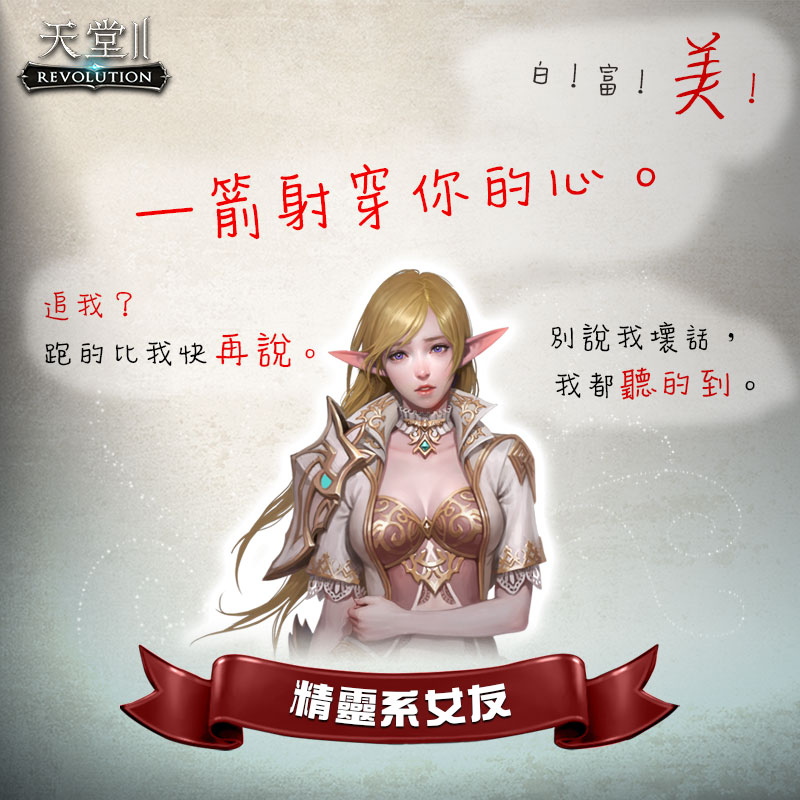 天堂II
REVOLUTION
白！富！美！
一箭射穿你的心。
追我？
跑的比我快再說。
別說我壞話，
我都聽的到。
精靈系女友